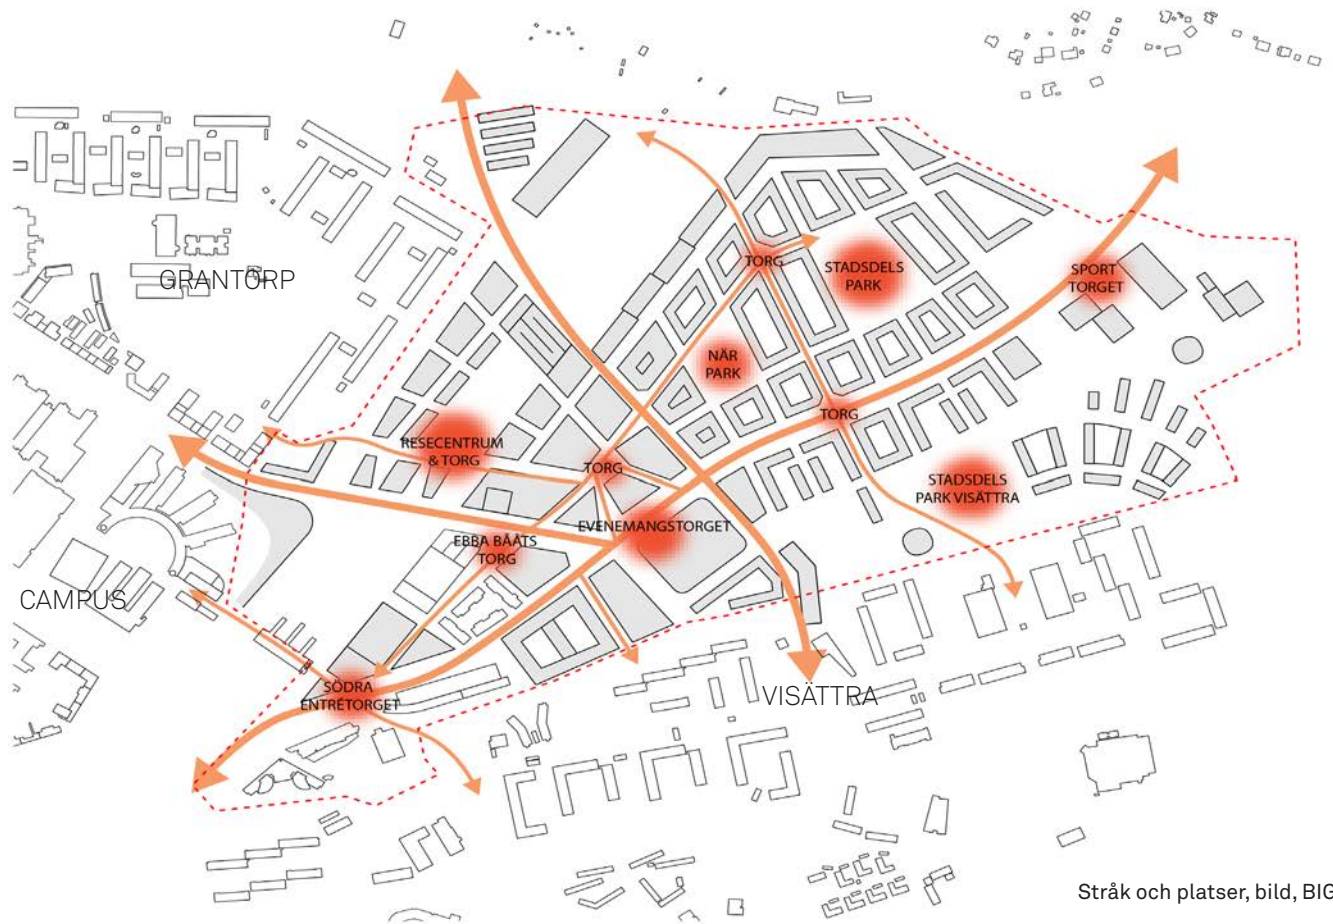 TORG
STADSDELS
PARK
SPORT
TORGET
GRANTORP
NÄR
PARK
TORG
RESECENTRUM
& TORG
TORG
STADSDELS
PARK VISÄTTRA
EVENEMANGSTORGET
EBBA BÅÅTS
TORG
CAMPUS
SÖDRA
ENTRÉTORGET
VISÄTTRA
Stråk och platser, bild, BIG